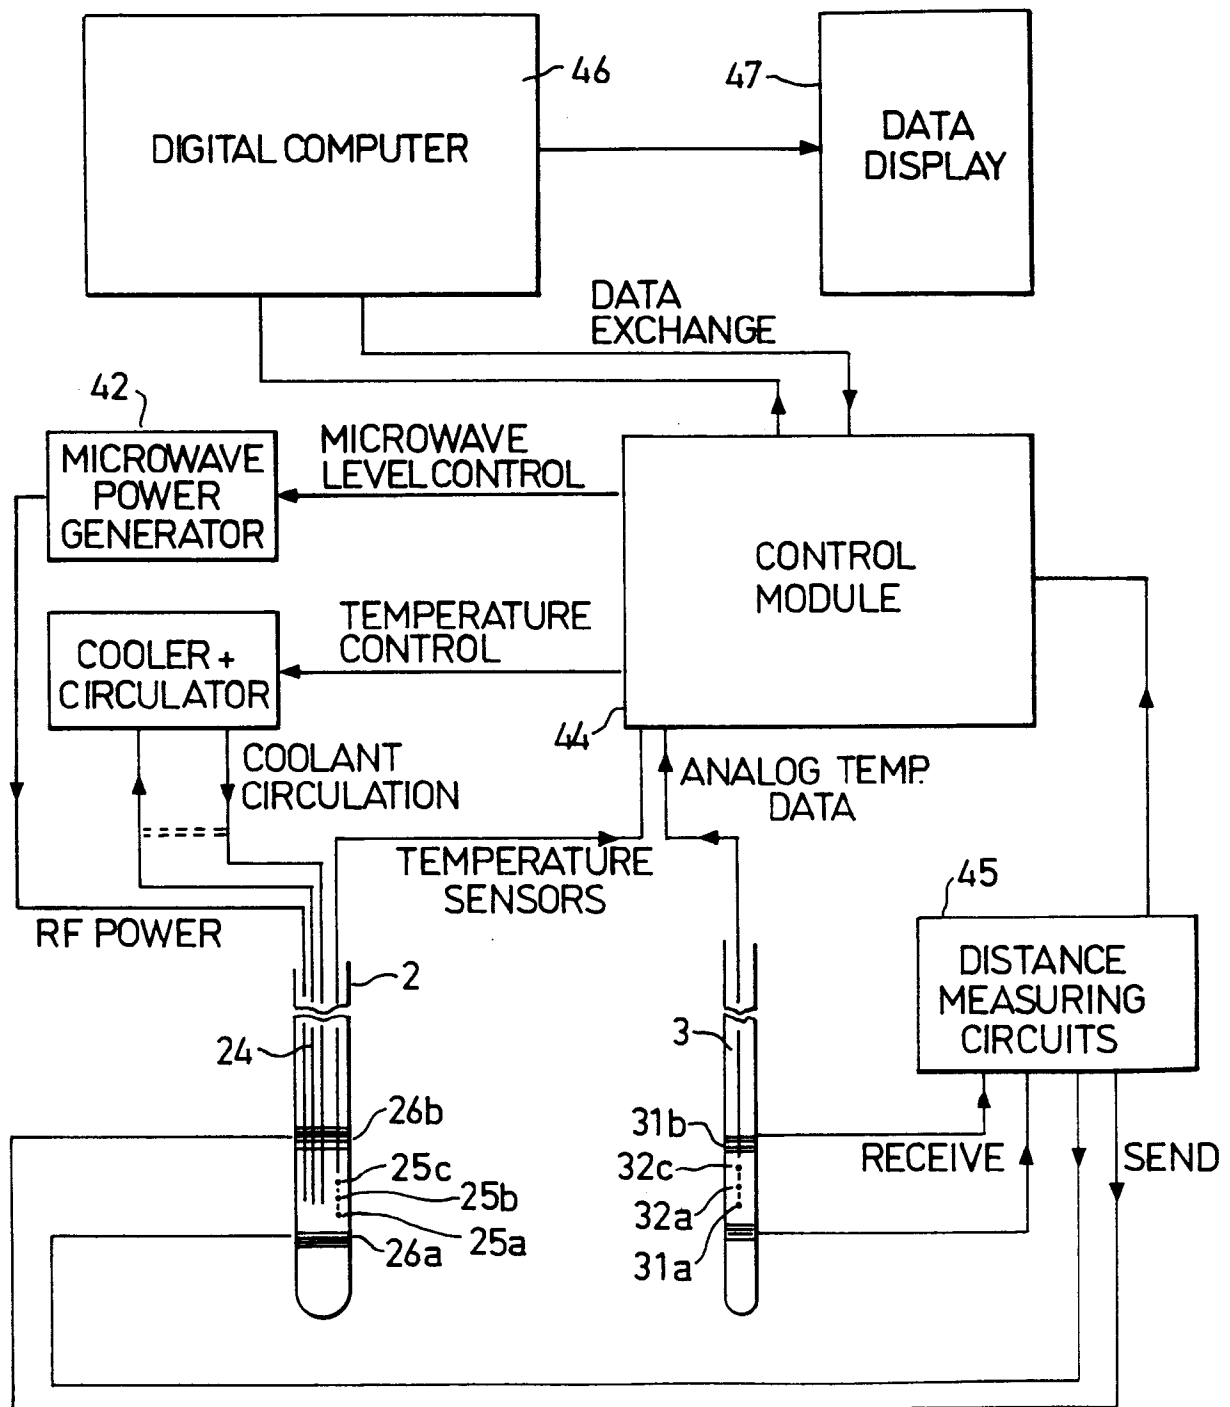 46
47
DIGITAL COMPUTER
DATA
DISPLAY
DATA
EXCHANGE
42
MICROWAVE
POWER
GENERATOR
MICROWAVE
LEVEL CONTROL
CONTROL
MODULE
COOLER +
CIRCULATOR
TEMPERATURE
CONTROL
44
COOLANT
CIRCULATION
ANALOG TEMP.
DATA
TEMPERATURE
SENSORS
RF POWER
45
DISTANCE
MEASURING
CIRCUITS
2
24
3
26b
25c
25b
25a
26a
31b
32c
32a
31a
RECEIVE
SEND